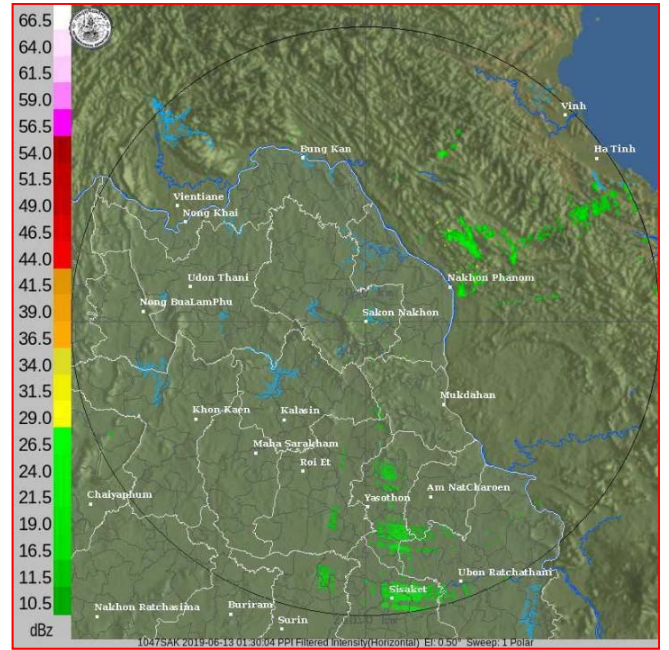 66.5
64.0
61.5
59.0
56.5
54.0
51.5
49.0
46.5
44.0
41.5
39.0
36.5
34.0
31.5
29.0
26.5
24.0
21.5
19.0
16.5
11.5
10.5
dBz
Vinh
Ha Tinh
Bung Kan
Vientiane
Nong Khai
Udon Thani
Nakhon Phanom
Nong BuaLamPhu
Sakon Nakhon
Mukdahan
Khon Kaen
Kalasin
Maha Sarakham
Roi Et
Chaiyaphum
Yasothon
Am NatCharoen
Ubon Ratchathani
Sisaket
Nakhon Ratchasima
Buriram
Surin
1047SAK 2019-06-13 01:30:04 PPI Filtered Intensity(Horizontal) El: 0.50° Sweep: 1 Polar